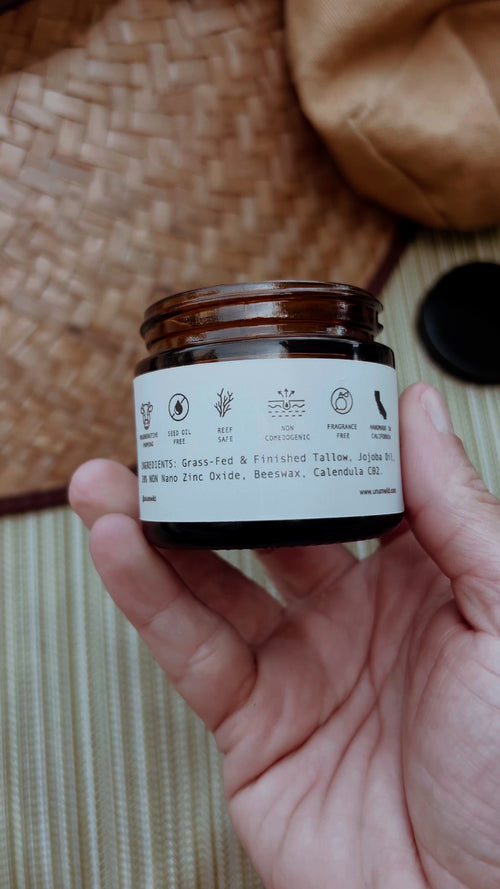 REGENERATIVE
FARMING
SEED OIL
FREE
REEF
SAFE
NON
COMEDOGENIC
FRAGRANCE
FREE
HANDMADE IN
CALIFORNIA
INGREDIENTS: Grass-Fed & Finished Tallow, Jojoba Oil,
20% NON Nano Zinc Oxide, Beeswax, Calendula CO2.